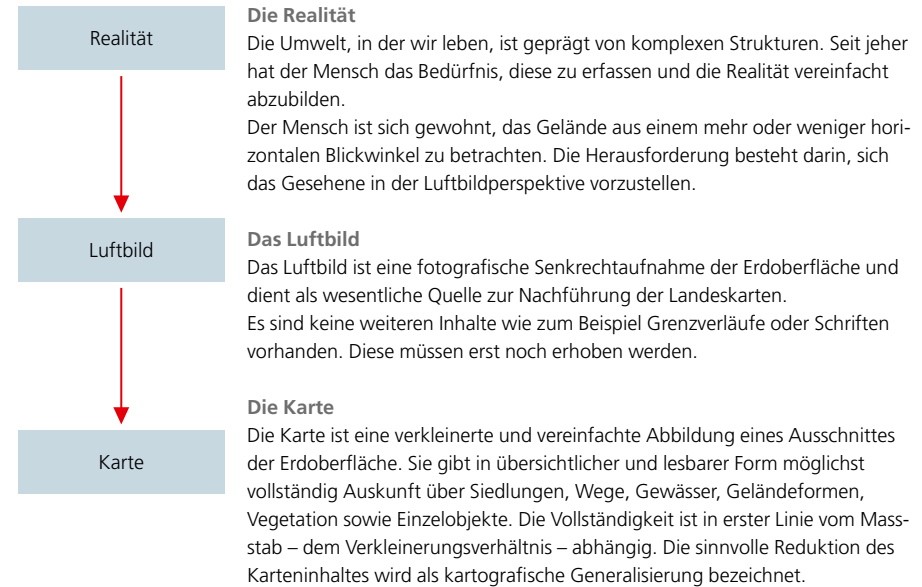 Realität
Die Realität
Die Umwelt, in der wir leben, ist geprägt von komplexen Strukturen. Seit jeher
hat der Mensch das Bedürfnis, diese zu erfassen und die Realität vereinfacht
abzubilden.
Der Mensch ist sich gewohnt, das Gelände aus einem mehr oder weniger hori-
zontalen Blickwinkel zu betrachten. Die Herausforderung besteht darin, sich
das Gesehene in der Luftbildperspektive vorzustellen.
Luftbild
Das Luftbild
Das Luftbild ist eine fotografische Senkrechtaufnahme der Erdoberfläche und
dient als wesentliche Quelle zur Nachführung der Landeskarten.
Es sind keine weiteren Inhalte wie zum Beispiel Grenzverläufe oder Schriften
vorhanden. Diese müssen erst noch erhoben werden.
Karte
Die Karte
Die Karte ist eine verkleinerte und vereinfachte Abbildung eines Ausschnittes
der Erdoberfläche. Sie gibt in übersichtlicher und lesbarer Form möglichst
vollständig Auskunft über Siedlungen, Wege, Gewässer, Geländeformen,
Vegetation sowie Einzelobjekte. Die Vollständigkeit ist in erster Linie vom Mass-
stab – dem Verkleinerungsverhältnis – abhängig. Die sinnvolle Reduktion des
Karteninhaltes wird als kartografische Generalisierung bezeichnet.